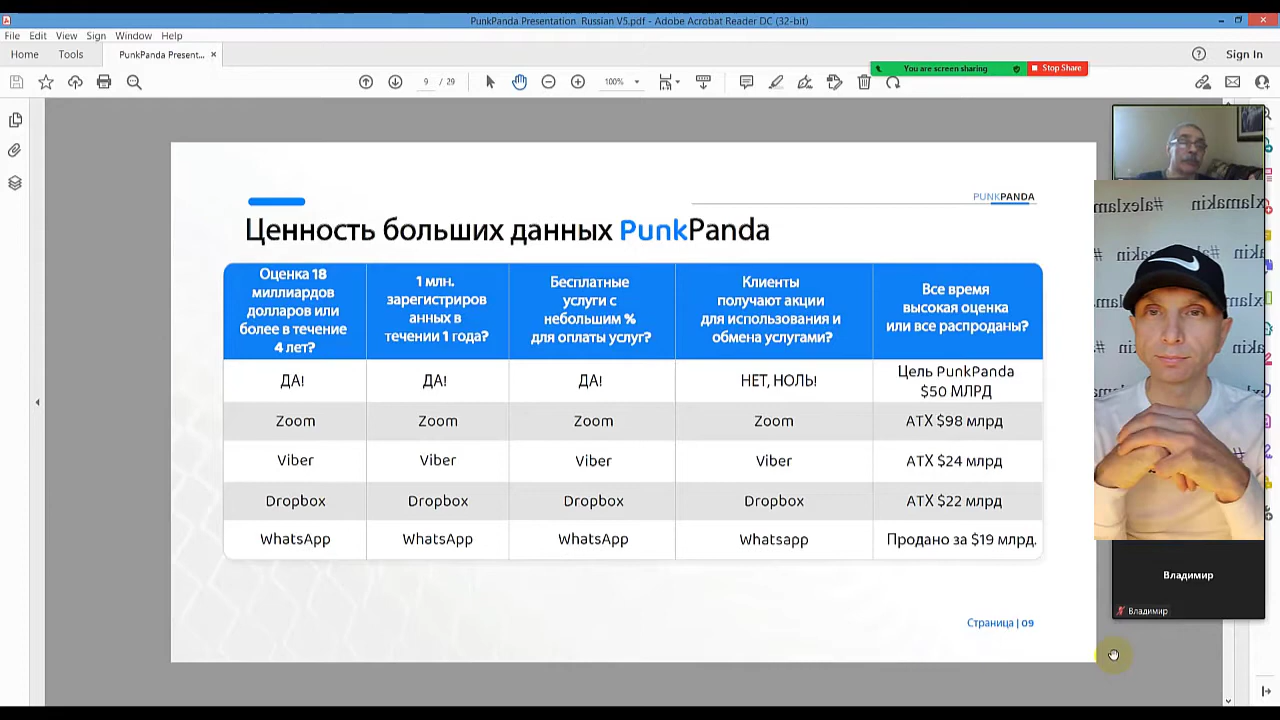 PunkPanda Presentation Russian V5.pdf - Adobe Acrobat Reader DC (32-bit)
File Edit View Sign Window Help
Home Tools PunkPanda Present... ×
Sign In
You are screen sharing Stop Share
9 / 29
100%
PUNKPANDA
Ценность больших данных PunkPanda
Оценка 18
миллиардов
долларов или
более в течение
4 лет?
1 млн.
зарегистриров
анных в
течении 1 года?
Бесплатные
услуги с
небольшим %
для оплаты услуг?
Клиенты
получают акции
для использования и
обмена услугами?
Все время
высокая оценка
или все распроданы?
ДА! ДА! ДА! НЕТ, НОЛЬ! Цель PunkPanda
$50 МЛРД
Zoom Zoom Zoom Zoom ATX $98 млрд
Viber Viber Viber Viber ATX $24 млрд
Dropbox Dropbox Dropbox Dropbox ATX $22 млрд
WhatsApp WhatsApp WhatsApp Whatsapp Продано за $19 млрд.
Страница | 09
#alexlamakin
Владимир
Владимир